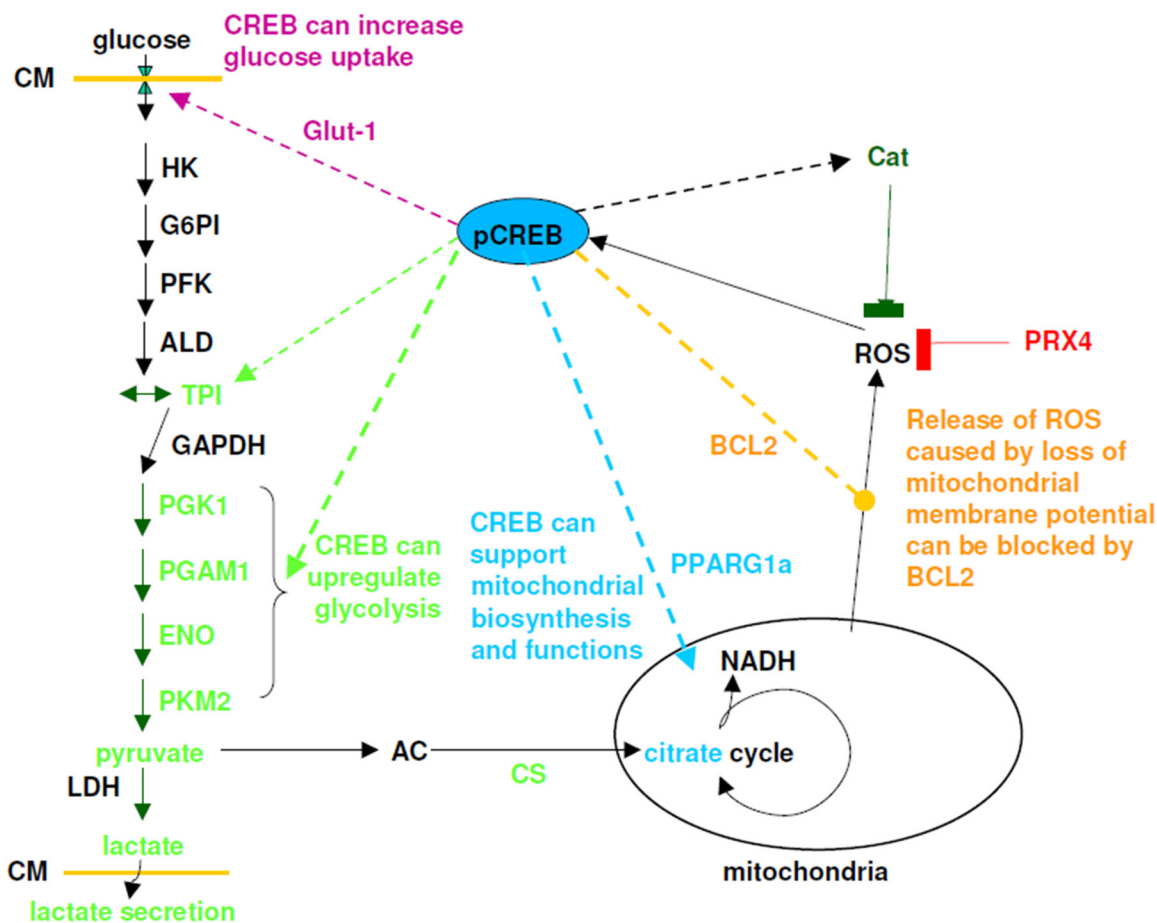 glucose
CREB can increase
glucose uptake
CM
Glut-1
HK
G6PI
PFK
ALD
TPI
GAPDH
PGK1
PGAM1
ENO
PKM2
pyruvate
LDH
lactate
CM
lactate secretion
pCREB
Cat
ROS
PRX4
BCL2
Release of ROS
caused by loss of
mitochondrial
membrane potential
can be blocked by
BCL2
CREB can
upregulate
glycolysis
CREB can
support
mitochondrial
biosynthesis
and functions
PPARG1a
NADH
AC
CS
citrate cycle
mitochondria